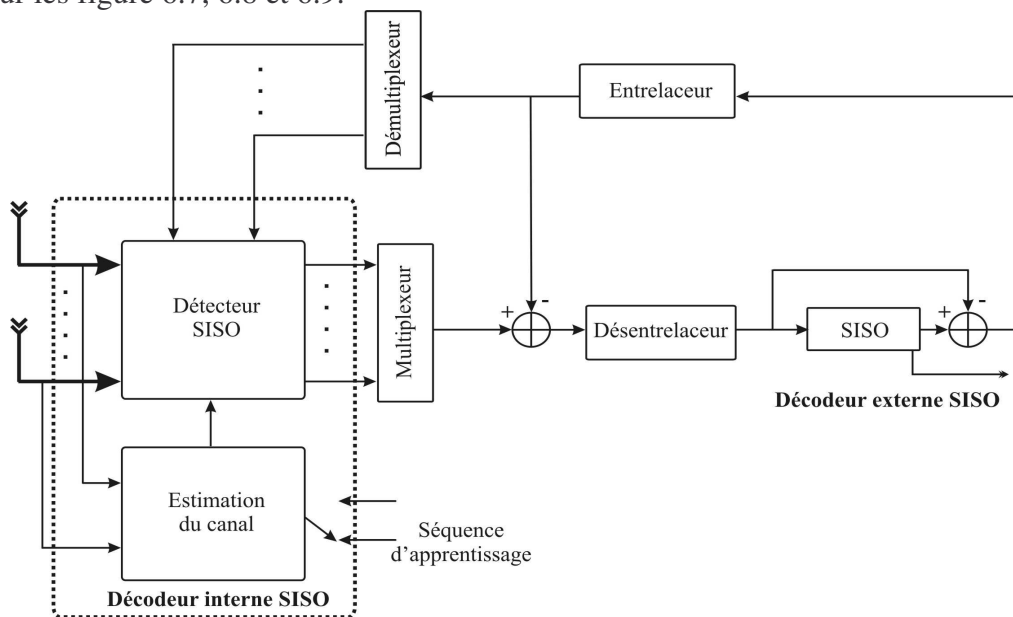 ur les figure 6.7, 6.8 et 6.9.
Démultiplexeur
Entrelaceur
Détecteur
SISO
Multiplexeur
+
-
Désentrelaceur
SISO
+
-
Décodeur externe SISO
Estimation
du canal
Séquence
d'apprentissage
Décodeur interne SISO